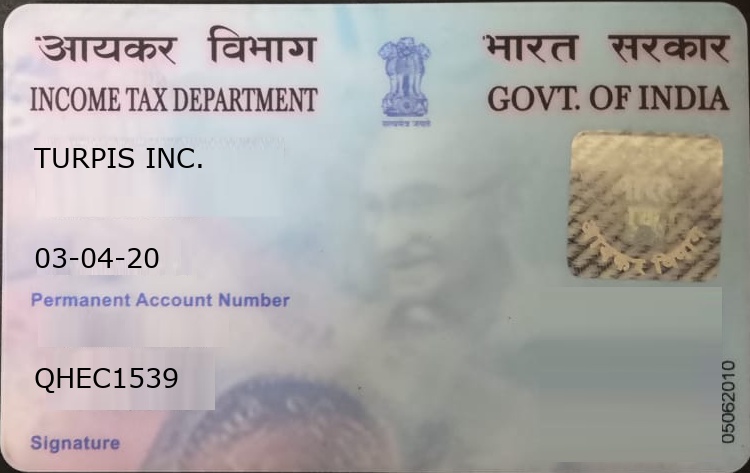 आयकर विभाग
भारत सरकार
INCOME TAX DEPARTMENT
GOVT. OF INDIA
सत्यमेव जयते
TURPIS INC.
03-04-20
Permanent Account Number
QHEC1539
Signature
05062010